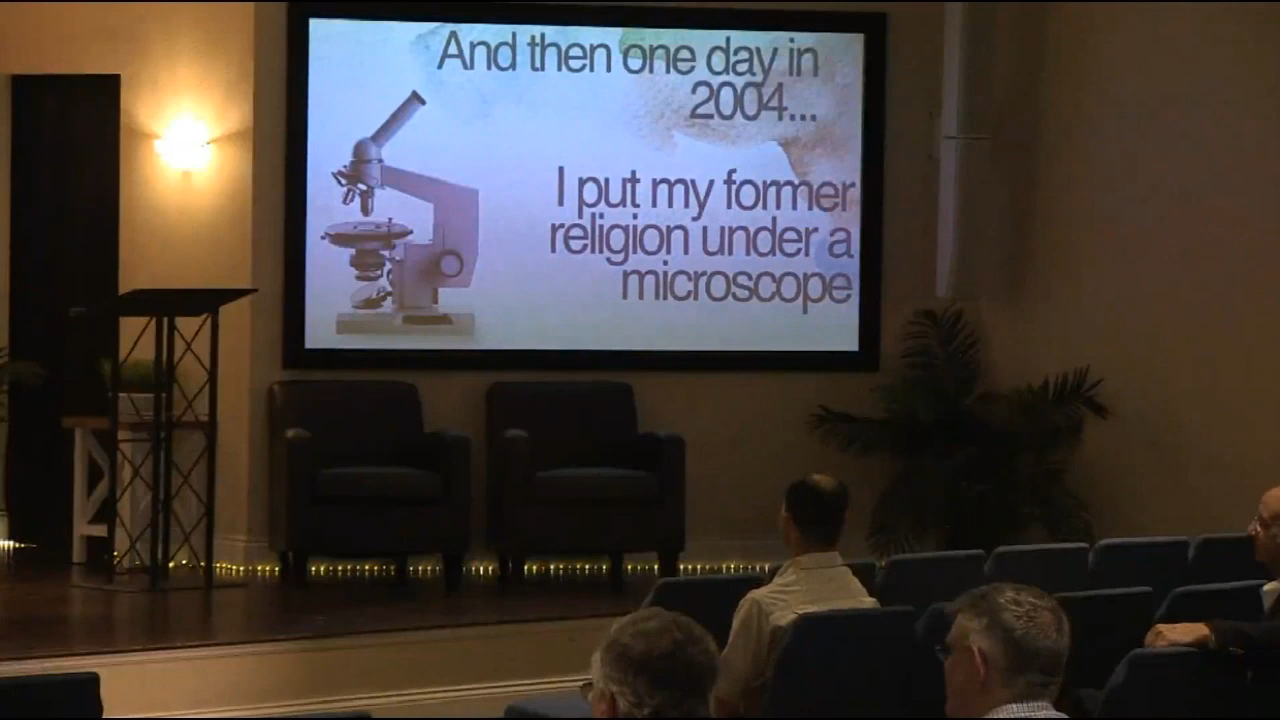 And then one day in
2004...
I put my former
religion under a
microscope